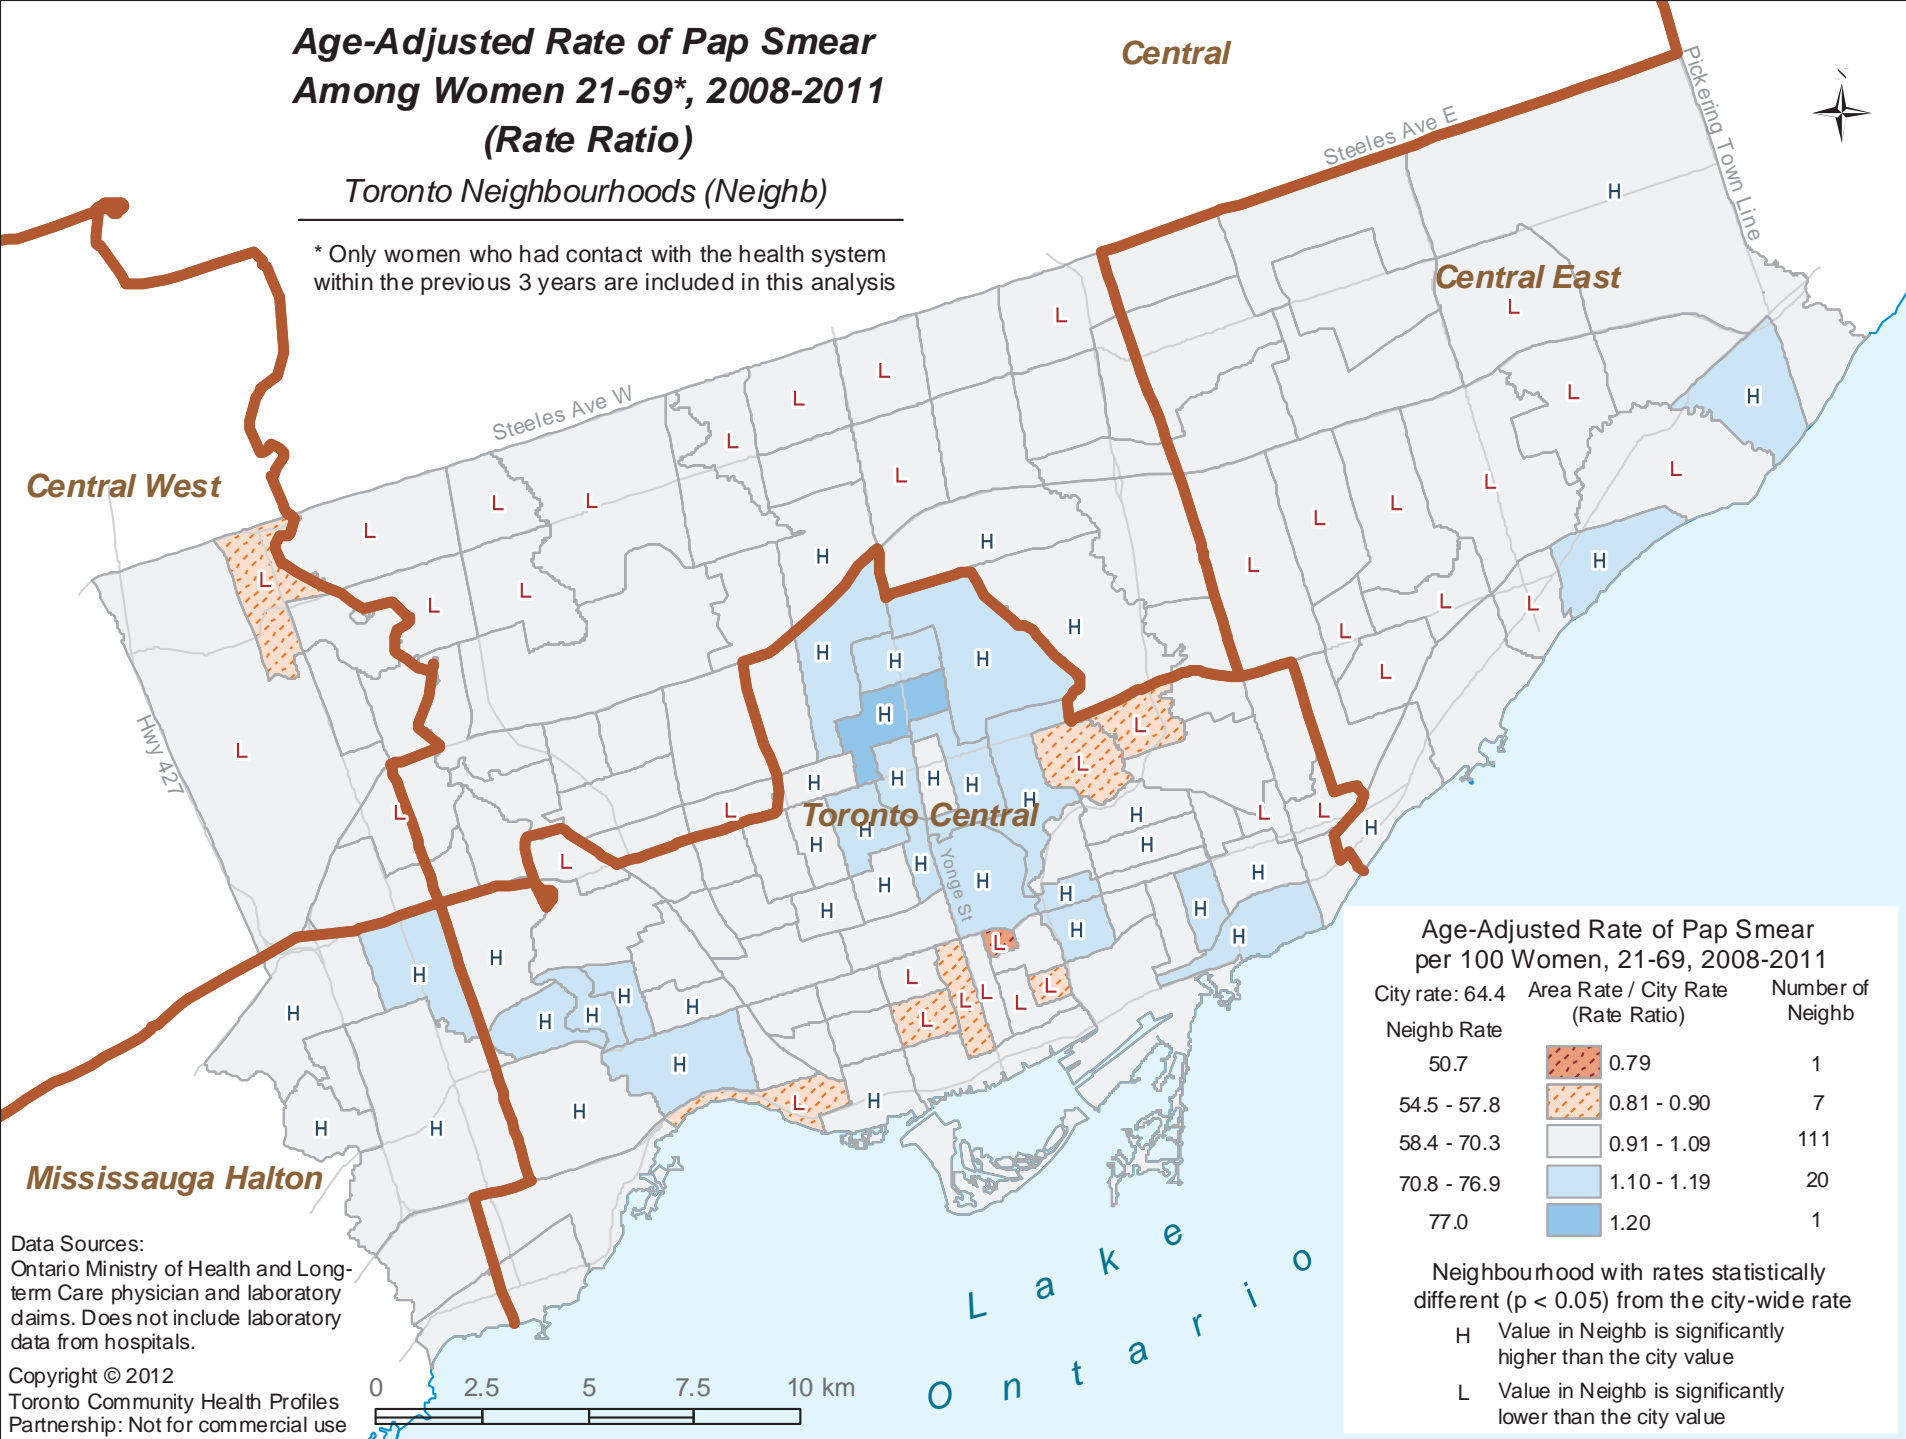 Age-Adjusted Rate of Pap Smear
Among Women 21-69*, 2008-2011
(Rate Ratio)
Toronto Neighbourhoods (Neighb)
* Only women who had contact with the health system
within the previous 3 years are included in this analysis
Central
N
Steeles Ave E
Pickering Town Line
Central East
Steeles Ave W
Central West
Hwy 427
Toronto Central
Yonge St
Mississauga Halton
H
L
L
L
L
H
L
L
L
L
L
L
L
L
L
L
H
H
H
L
L
L
L
L
L
L
H
L
H
H
H
H
L
L
H
L
L
L
H
H
H
H
H
H
L
L
L
L
H
H
H
L
L
H
H
L
H
H
H
H
H
H
H
H
H
H
H
L
H
H
L
L
L
L
H
H
H
H
H
L
L
H
L
H
H
H
H
Lake
Ontario
Data Sources:
Ontario Ministry of Health and Long-
term Care physician and laboratory
claims. Does not include laboratory
data from hospitals.
Copyright © 2012
Toronto Community Health Profiles
Partnership: Not for commercial use
0 2.5 5 7.5 10 km
Age-Adjusted Rate of Pap Smear
per 100 Women, 21-69, 2008-2011
City rate: 64.4 Area Rate / City Rate Number of
Neighb Rate (Rate Ratio) Neighb
50.7 0.79 1
54.5 - 57.8 0.81 - 0.90 7
58.4 - 70.3 0.91 - 1.09 111
70.8 - 76.9 1.10 - 1.19 20
77.0 1.20 1
Neighbourhood with rates statistically
different (p < 0.05) from the city-wide rate
H Value in Neighb is significantly
higher than the city value
L Value in Neighb is significantly
lower than the city value